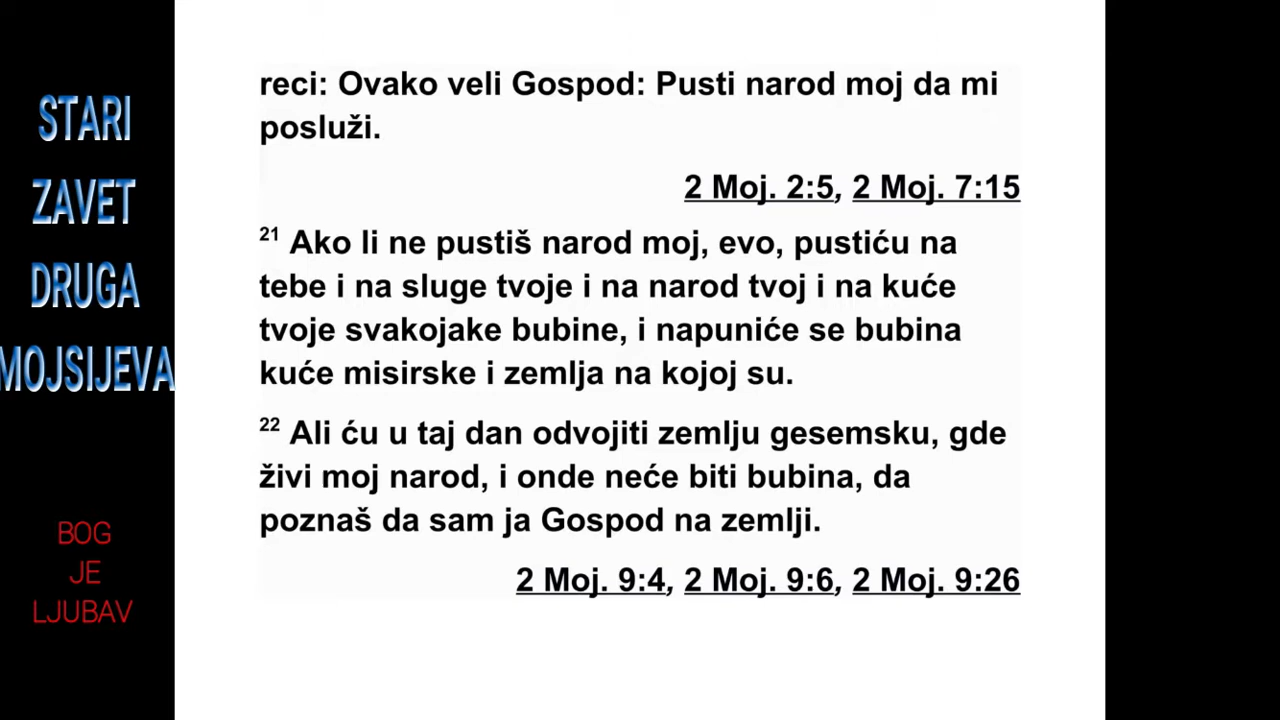 STARI
ZAVET
DRUGA
MOJSIJEVA
BOG
JE
LJUBAV
reci: Ovako veli Gospod: Pusti narod moj da mi
posluži.
2 Moj. 2:5, 2 Moj. 7:15
21 Ako li ne pustiš narod moj, evo, pustiću na
tebe i na sluge tvoje i na narod tvoj i na kuće
tvoje svakojake bubine, i napuniće se bubina
kuće misirske i zemlja na kojoj su.
22 Ali ću u taj dan odvojiti zemlju gesemsku, gde
živi moj narod, i onde neće biti bubina, da
poznaš da sam ja Gospod na zemlji.
2 Moj. 9:4, 2 Moj. 9:6, 2 Moj. 9:26